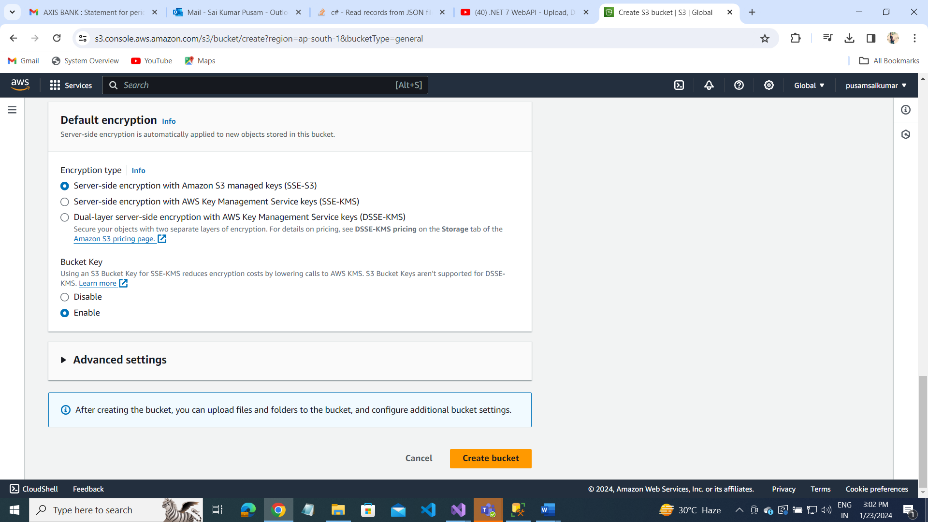 AXIS BANK : Statement for peri
Mail - Sai Kumar Pusam - Outlo
c# - Read records from JSON fi
(40) .NET 7 WebAPI - Upload, D
Create S3 bucket | S3 | Global
s3.console.aws.amazon.com/s3/bucket/create?region=ap-south-1&bucketType=general
Gmail
System Overview
YouTube
Maps
All Bookmarks
aws
Services
Search
[Alt+S]
Global
pusamsaikumar
Default encryption Info
Server-side encryption is automatically applied to new objects stored in this bucket.
Encryption type Info
Server-side encryption with Amazon S3 managed keys (SSE-S3)
Server-side encryption with AWS Key Management Service keys (SSE-KMS)
Dual-layer server-side encryption with AWS Key Management Service keys (DSSE-KMS)
Secure your objects with two separate layers of encryption. For details on pricing, see DSSE-KMS pricing on the Storage tab of the
Amazon S3 pricing page.
Bucket Key
Using an S3 Bucket Key for SSE-KMS reduces encryption costs by lowering calls to AWS KMS. S3 Bucket Keys aren't supported for DSSE-
KMS. Learn more
Disable
Enable
Advanced settings
After creating the bucket, you can upload files and folders to the bucket, and configure additional bucket settings.
Cancel
Create bucket
CloudShell
Feedback
© 2024, Amazon Web Services, Inc. or its affiliates.
Privacy
Terms
Cookie preferences
Type here to search
30°C Haze
ENG
IN
3:02 PM
1/23/2024